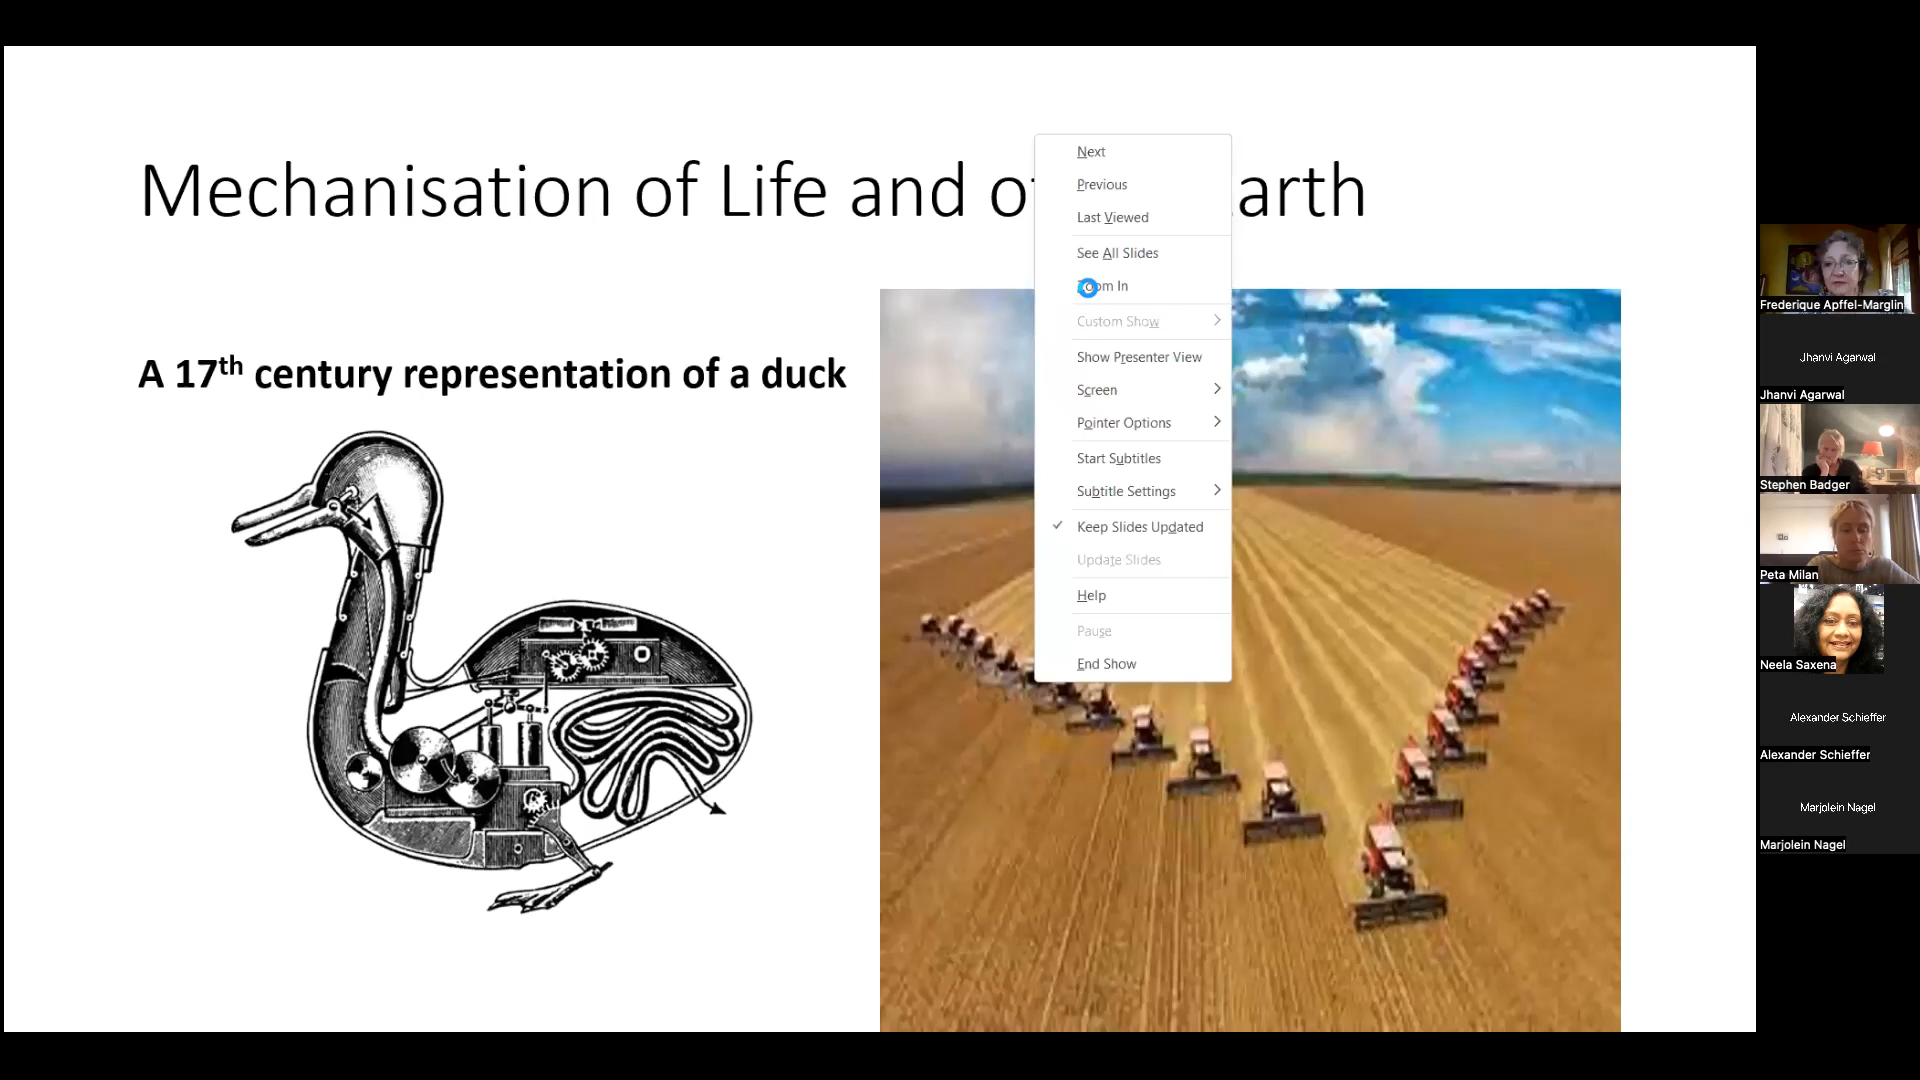 Mechanisation of Life and o arth
A 17th century representation of a duck
Next
Previous
Last Viewed
See All Slides
Zoom In
Custom Show
Show Presenter View
Screen
Pointer Options
Start Subtitles
Subtitle Settings
Keep Slides Updated
Update Slides
Help
Pause
End Show
Frederique Apffel-Marglin
Jhanvi Agarwal
Jhanvi Agarwal
Stephen Badger
Peta Milan
Neela Saxena
Alexander Schieffer
Alexander Schieffer
Marjolein Nagel
Marjolein Nagel